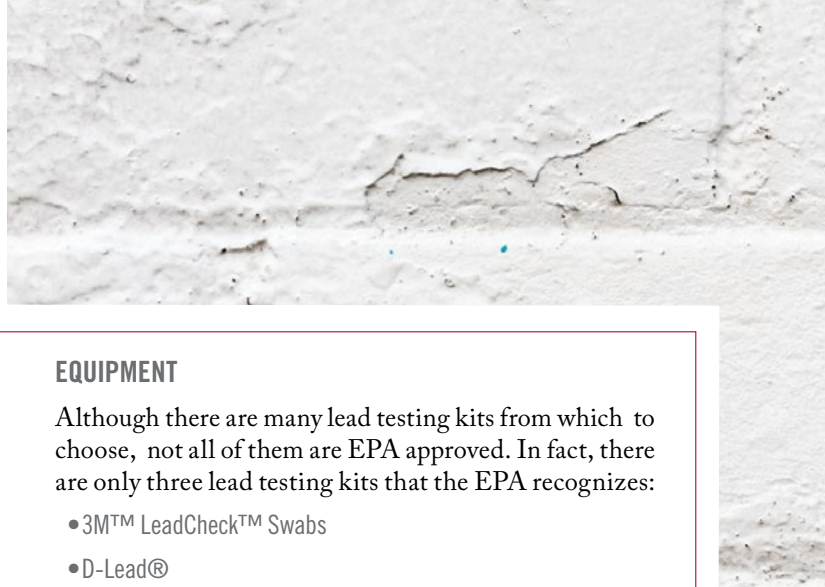 EQUIPMENT
Although there are many lead testing kits from which to
choose, not all of them are EPA approved. In fact, there
are only three lead testing kits that the EPA recognizes:
•3M™ LeadCheck™ Swabs
•D-Lead®